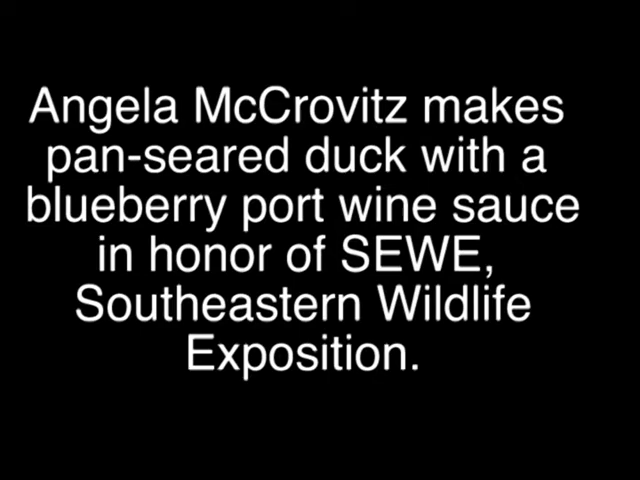 Angela McCrovitz makes
pan-seared duck with a
blueberry port wine sauce
in honor of SEWE,
Southeastern Wildlife
Exposition.